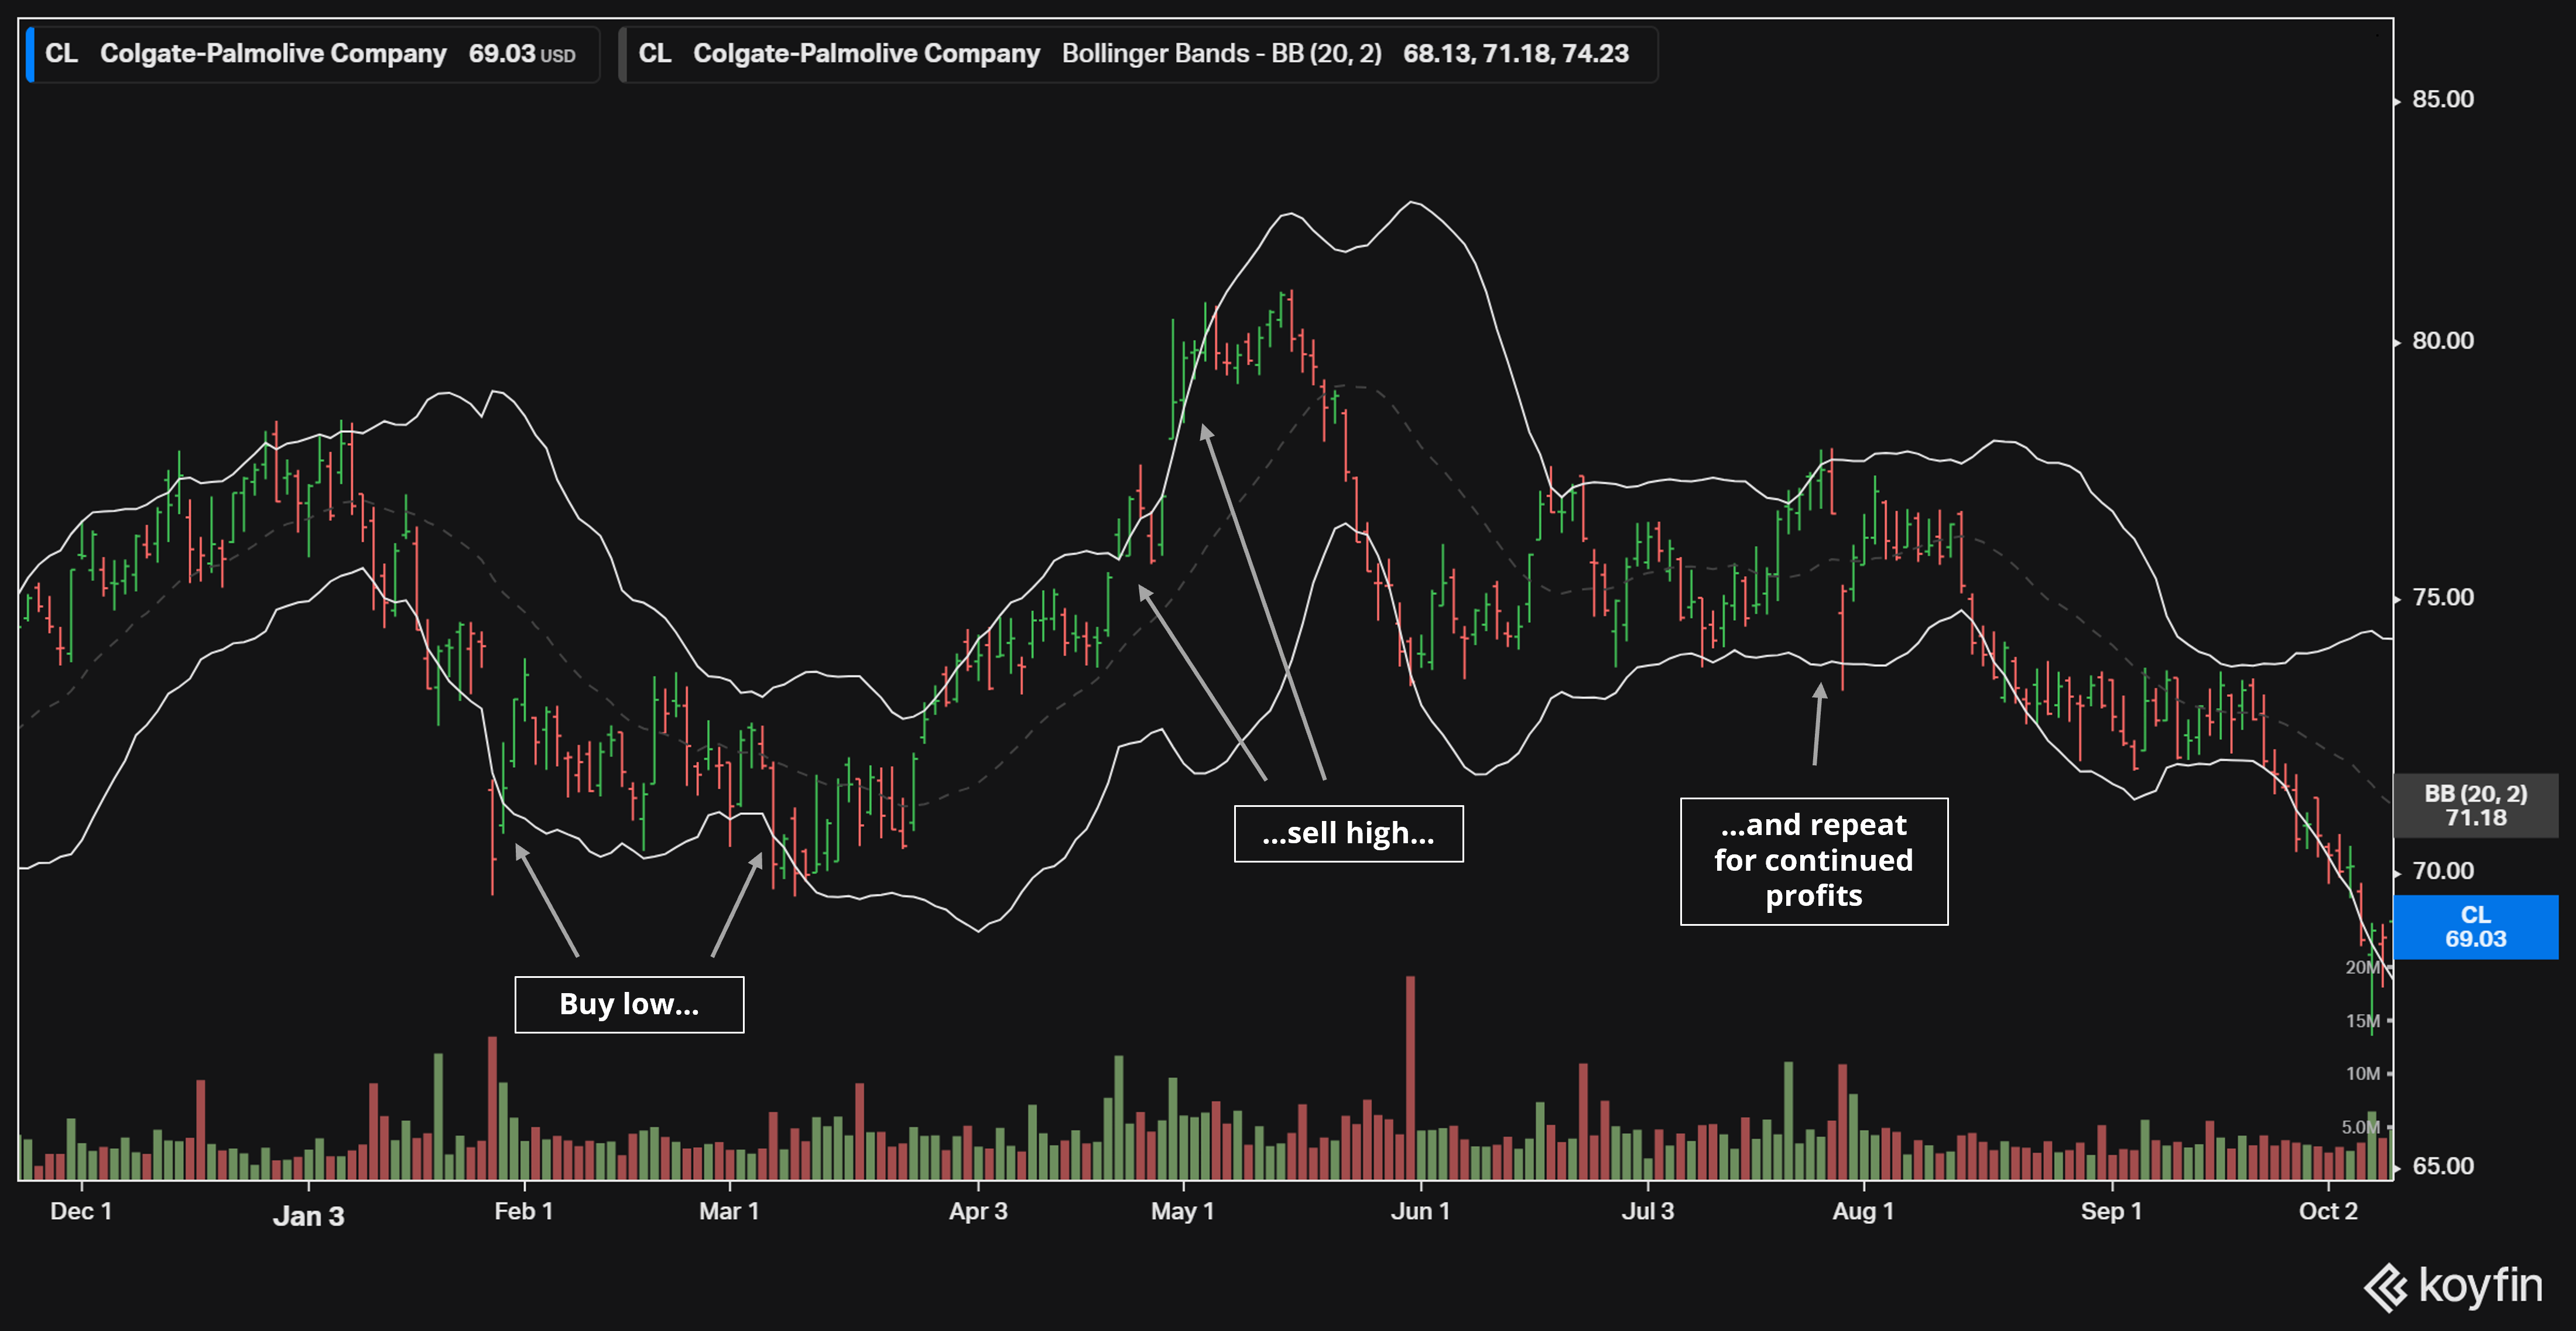 CL Colgate-Palmolive Company 69.03 USD
CL Colgate-Palmolive Company Bollinger Bands - BB (20, 2) 68.13, 71.18, 74.23
85.00
80.00
75.00
BB (20, 2)
71.18
70.00
CL
69.03
20M
15M
10M
5.0M
65.00
...sell high...
...and repeat
for continued
profits
Buy low...
Dec 1 Jan 3 Feb 1 Mar 1 Apr 3 May 1 Jun 1 Jul 3 Aug 1 Sep 1 Oct 2
koyfin